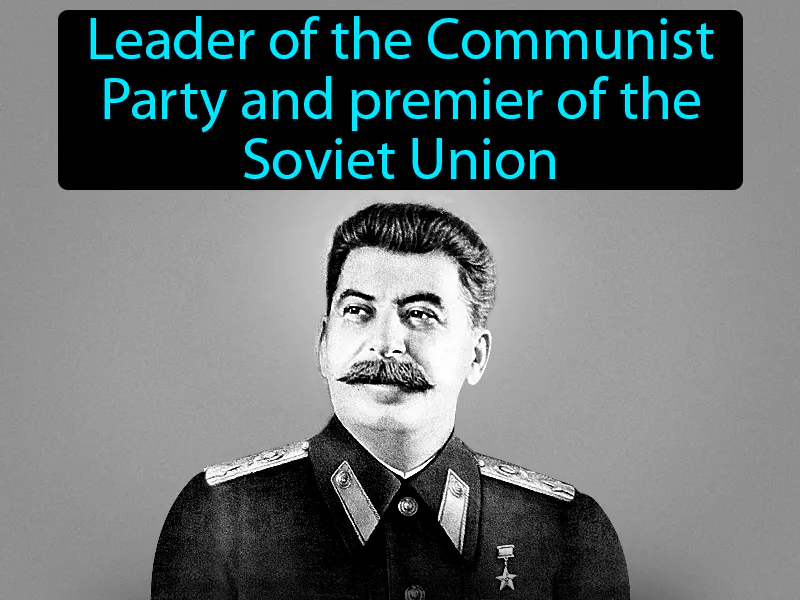 Leader of the Communist
Party and premier of the
Soviet Union